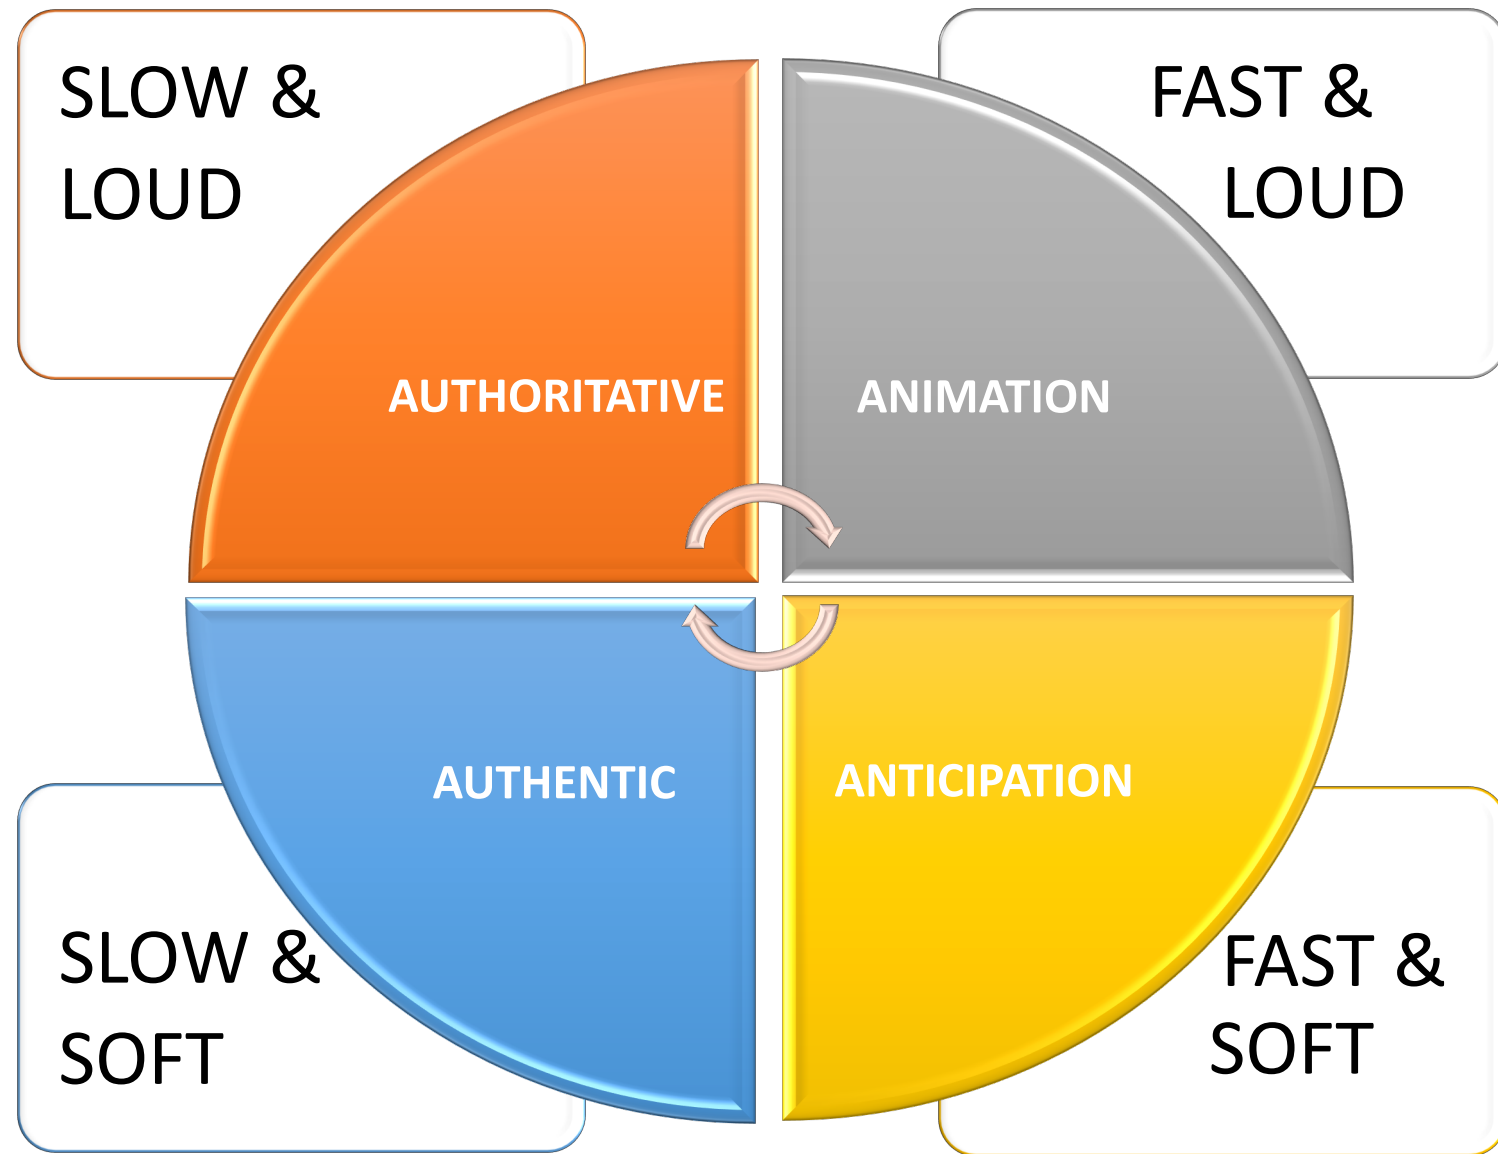 SLOW &
LOUD
FAST &
LOUD
AUTHORITATIVE
ANIMATION
AUTHENTIC
ANTICIPATION
SLOW &
SOFT
FAST &
SOFT